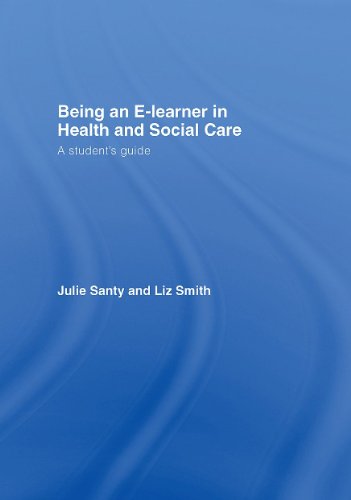 Being an E-learner in
Health and Social Care
A student's guide
Julie Santy and Liz Smith